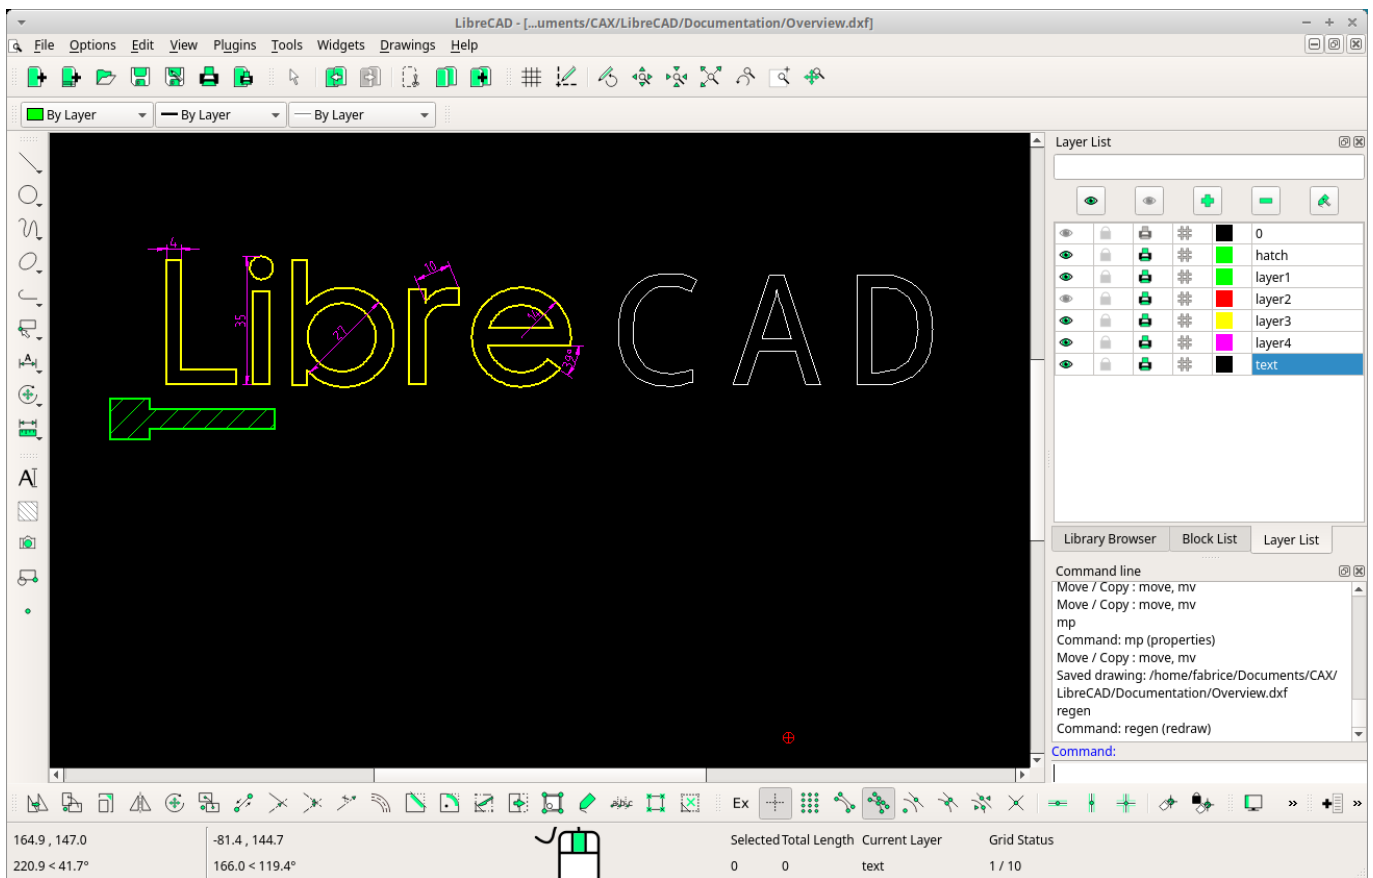 LibreCAD - [...uments/CAX/LibreCAD/Documentation/Overview.dxf]
File Options Edit View Plugins Tools Widgets Drawings Help
By Layer By Layer By Layer
Layer List
0
hatch
layer1
layer2
layer3
layer4
text
4
35
27
10
14
39°
Libre CAD
Library Browser Block List Layer List
Command line
Move / Copy : move, mv
Move / Copy : move, mv
mp
Command: mp (properties)
Move / Copy : move, mv
Saved drawing: /home/fabrice/Documents/CAX/
LibreCAD/Documentation/Overview.dxf
regen
Command: regen (redraw)
Command:
Ex
164.9 , 147.0 -81.4 , 144.7 Selected Total Length Current Layer Grid Status
220.9 < 41.7° 166.0 < 119.4° 0 0 text 1 / 10